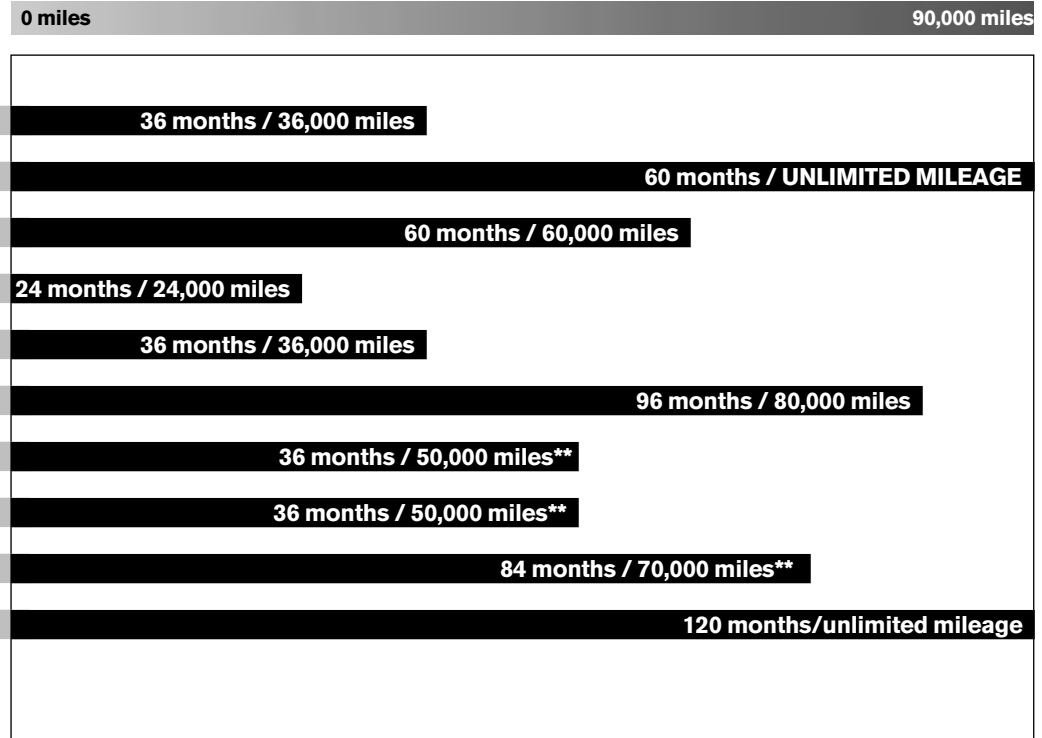 0 miles 90,000 miles
36 months / 36,000 miles
60 months / UNLIMITED MILEAGE
60 months / 60,000 miles
24 months / 24,000 miles
36 months / 36,000 miles
96 months / 80,000 miles
36 months / 50,000 miles**
36 months / 50,000 miles**
84 months / 70,000 miles**
120 months/unlimited mileage